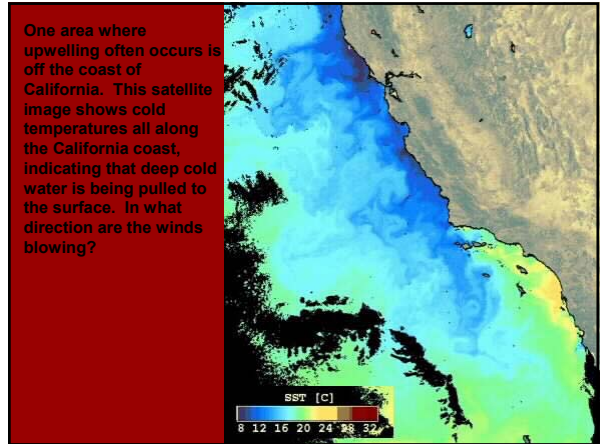 One area where
upwelling often occurs is
off the coast of
California.  This satellite
image shows cold
temperatures all along
the California coast,
indicating that deep cold
water is being pulled to
the surface.  In what
direction are the winds
blowing?
SST [C]
8 12 16 20 24 28 32